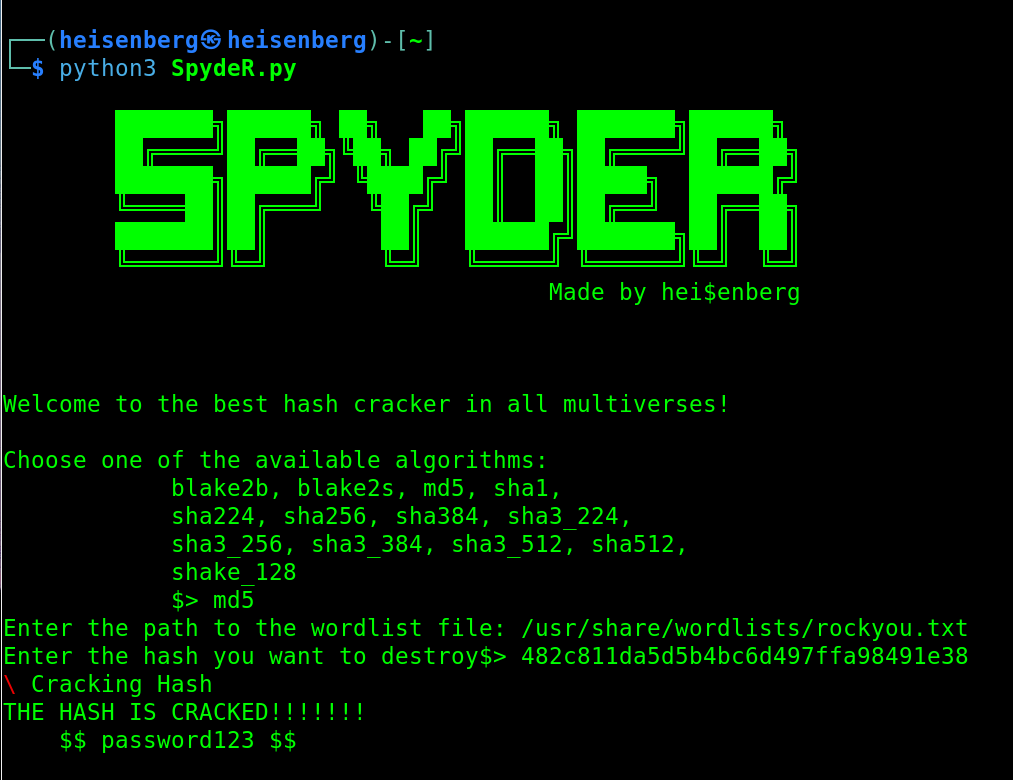 ┌──(heisenberg㉿heisenberg)-[~]
└─$ python3 SpydeR.py
SPYDER
Made by hei$enberg
Welcome to the best hash cracker in all multiverses!
Choose one of the available algorithms:
blake2b, blake2s, md5, sha1,
sha224, sha256, sha384, sha3_224,
sha3_256, sha3_384, sha3_512, sha512,
shake_128
$> md5
Enter the path to the wordlist file: /usr/share/wordlists/rockyou.txt
Enter the hash you want to destroy$> 482c811da5d5b4bc6d497ffa98491e38
\ Cracking Hash
THE HASH IS CRACKED!!!!!!!
$$ password123 $$